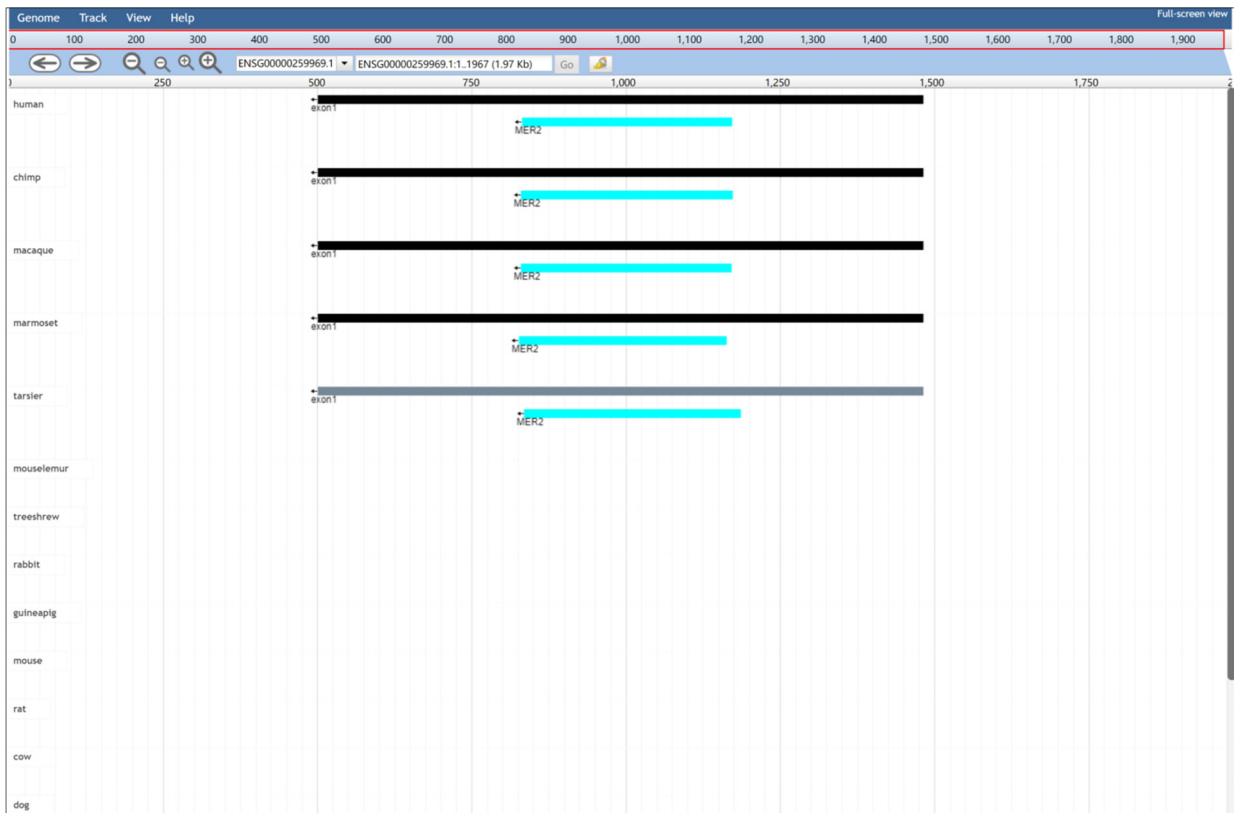 Genome Track View Help Full-screen view
0 100 200 300 400 500 600 700 800 900 1,000 1,100 1,200 1,300 1,400 1,500 1,600 1,700 1,800 1,900
ENSG00000259969.1 ENSG00000259969.1:1..1967 (1.97 Kb) Go
250 500 750 1,000 1,250 1,500 1,750
human
exon1
MER2
chimp
exon1
MER2
macaque
exon1
MER2
marmoset
exon1
MER2
tarsier
exon1
MER2
mouselemur
treeshrew
rabbit
guineapig
mouse
rat
cow
dog